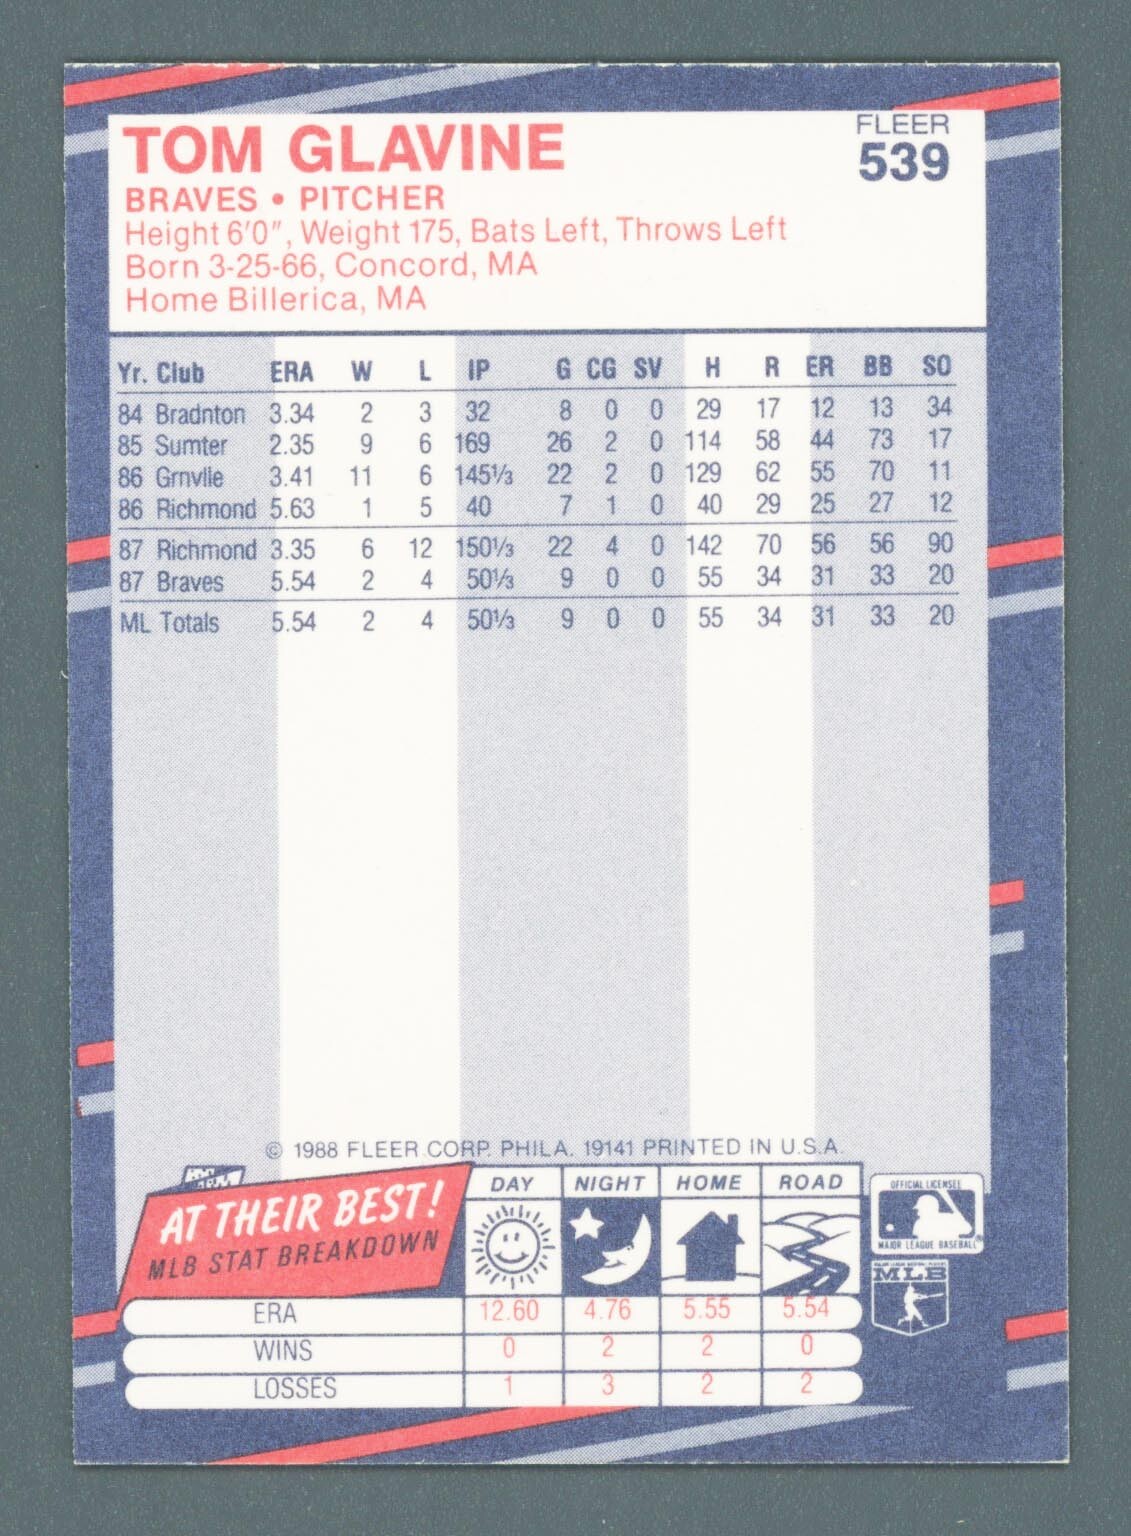 TOM GLAVINE
FLEER
539
BRAVES • PITCHER
Height 6'0", Weight 175, Bats Left, Throws Left
Born 3-25-66, Concord, MA
Home Billerica, MA
Yr. Club ERA W L IP G CG SV H R ER BB SO
84 Bradnton 3.34 2 3 32 8 0 0 29 17 12 13 34
85 Sumter 2.35 9 6 169 26 2 0 114 58 44 73 17
86 Grnvlle 3.41 11 6 145⅓ 22 2 0 129 62 55 70 11
86 Richmond 5.63 1 5 40 7 1 0 40 29 25 27 12
87 Richmond 3.35 6 12 150⅓ 22 4 0 142 70 56 56 90
87 Braves 5.54 2 4 50⅓ 9 0 0 55 34 31 33 20
ML Totals 5.54 2 4 50⅓ 9 0 0 55 34 31 33 20
© 1988 FLEER CORP. PHILA. 19141 PRINTED IN U.S.A.
AT THEIR BEST!
MLB STAT BREAKDOWN
DAY NIGHT HOME ROAD
ERA 12.60 4.76 5.55 5.54
WINS 0 2 2 0
LOSSES 1 3 2 2
OFFICIAL LICENSEE
MAJOR LEAGUE BASEBALL®
MAJOR LEAGUE BASEBALL PLAYERS
MLB